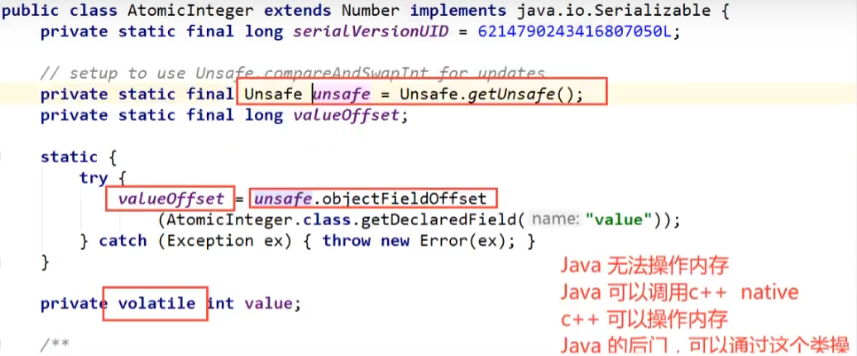 public class AtomicInteger extends Number implements java.io.Serializable {
private static final long serialVersionUID = 6214790243416807050L;
// setup to use Unsafe.compareAndSwapInt for updates
private static final Unsafe unsafe = Unsafe.getUnsafe();
private static final long valueOffset;
static {
try {
valueOffset = unsafe.objectFieldOffset
(AtomicInteger.class.getDeclaredField( name: "value"));
} catch (Exception ex) { throw new Error(ex); }
}
private volatile int value;
/**
Java 无法操作内存
Java 可以调用c++ native
c++ 可以操作内存
Java 的后门，可以通过这个类操